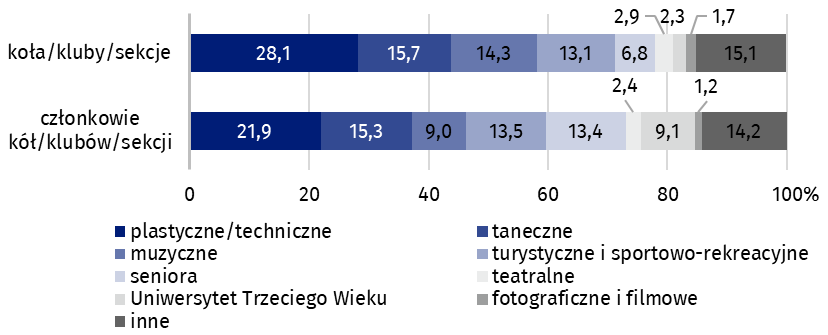 2,9 2,3 1,7
koła/kluby/sekcje 28,1 15,7 14,3 13,1 6,8 15,1
2,4 1,2
członkowie
kół/klubów/sekcji 21,9 15,3 9,0 13,5 13,4 9,1 14,2
0 20 40 60 80 100%
plastyczne/techniczne taneczne
muzyczne turystyczne i sportowo-rekreacyjne
seniora teatralne
Uniwersytet Trzeciego Wieku fotograficzne i filmowe
inne